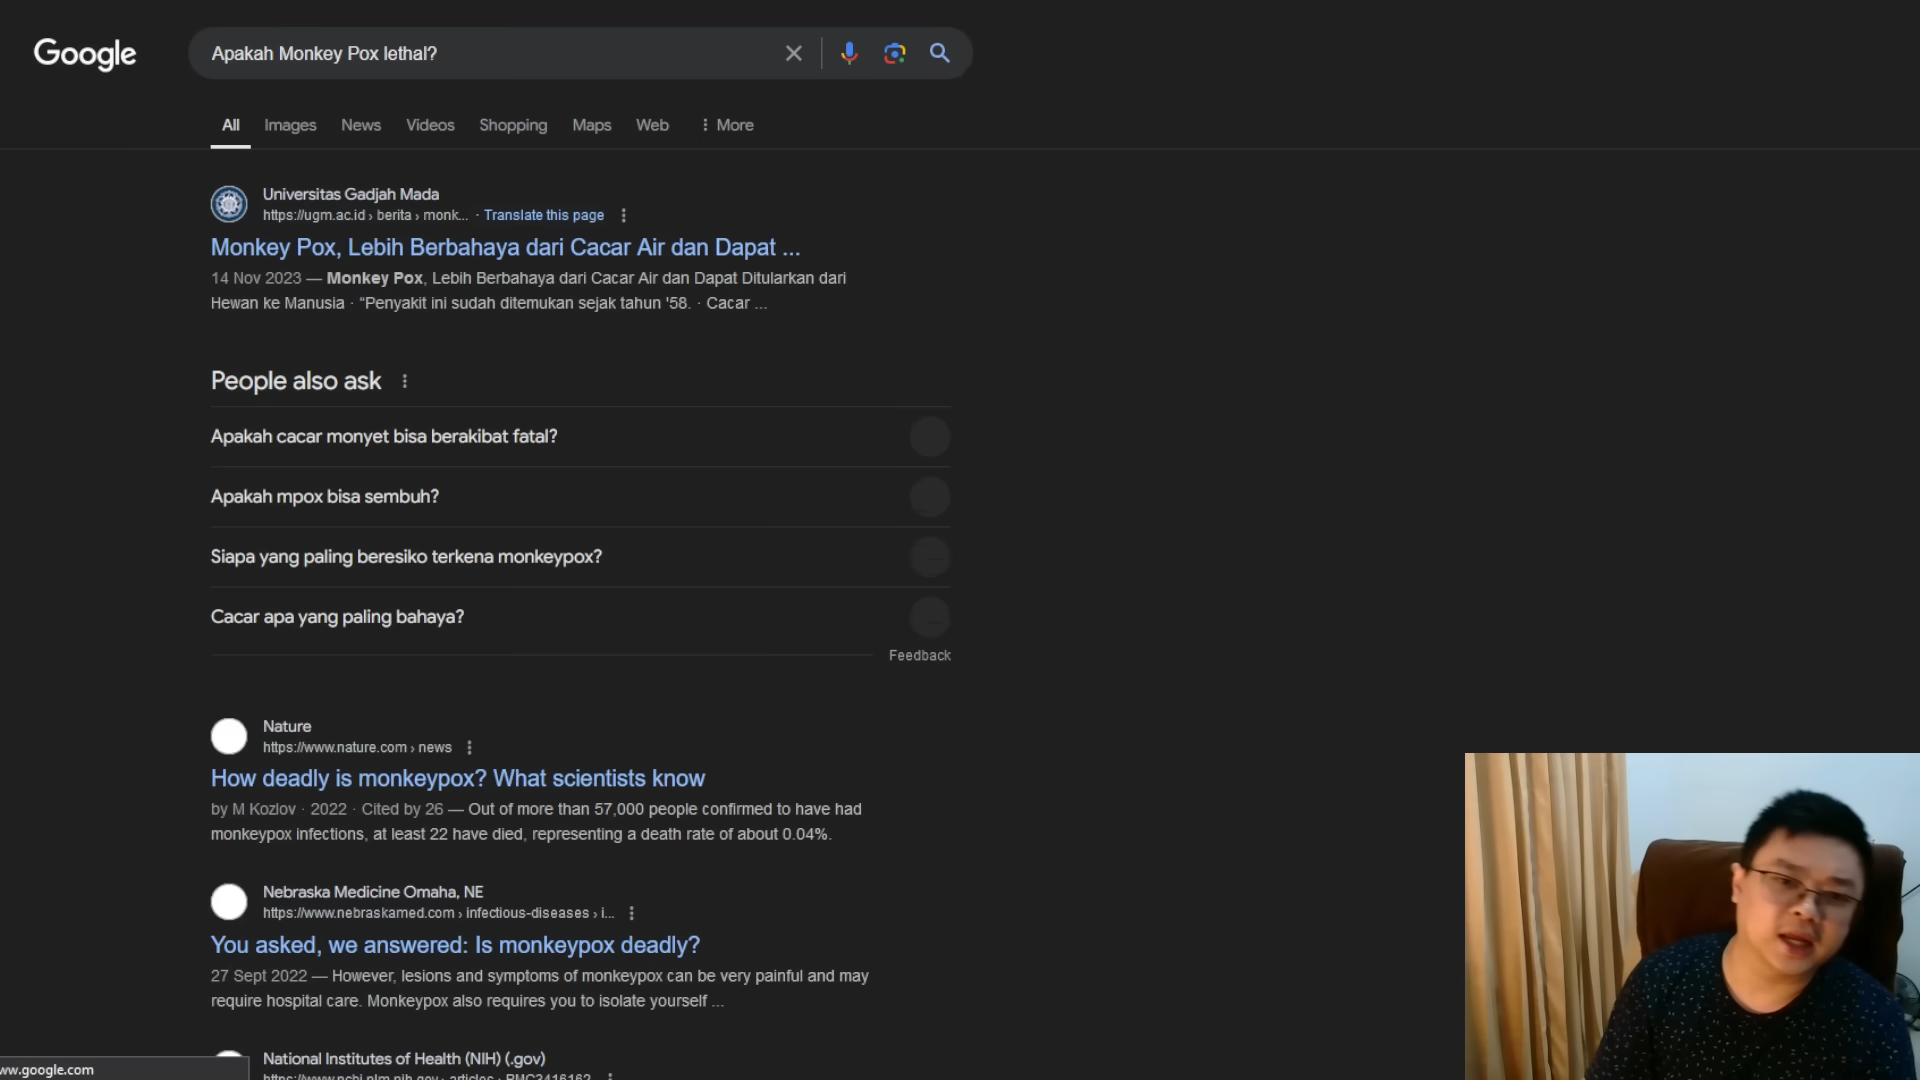 Google
Apakah Monkey Pox lethal?
All Images News Videos Shopping Maps Web More
Universitas Gadjah Mada
https://ugm.ac.id › berita › monk... · Translate this page
Monkey Pox, Lebih Berbahaya dari Cacar Air dan Dapat ...
14 Nov 2023 — Monkey Pox, Lebih Berbahaya dari Cacar Air dan Dapat Ditularkan dari
Hewan ke Manusia · “Penyakit ini sudah ditemukan sejak tahun '58. · Cacar ...
People also ask
Apakah cacar monyet bisa berakibat fatal?
Apakah mpox bisa sembuh?
Siapa yang paling beresiko terkena monkeypox?
Cacar apa yang paling bahaya?
Feedback
Nature
https://www.nature.com › news
How deadly is monkeypox? What scientists know
by M Kozlov · 2022 · Cited by 26 — Out of more than 57,000 people confirmed to have had
monkeypox infections, at least 22 have died, representing a death rate of about 0.04%.
Nebraska Medicine Omaha, NE
https://www.nebraskamed.com › infectious-diseases › i...
You asked, we answered: Is monkeypox deadly?
27 Sept 2022 — However, lesions and symptoms of monkeypox can be very painful and may
require hospital care. Monkeypox also requires you to isolate yourself ...
National Institutes of Health (NIH) (.gov)
https://www.ncbi.nlm.nih.gov › articles › PMC3416162
ww.google.com